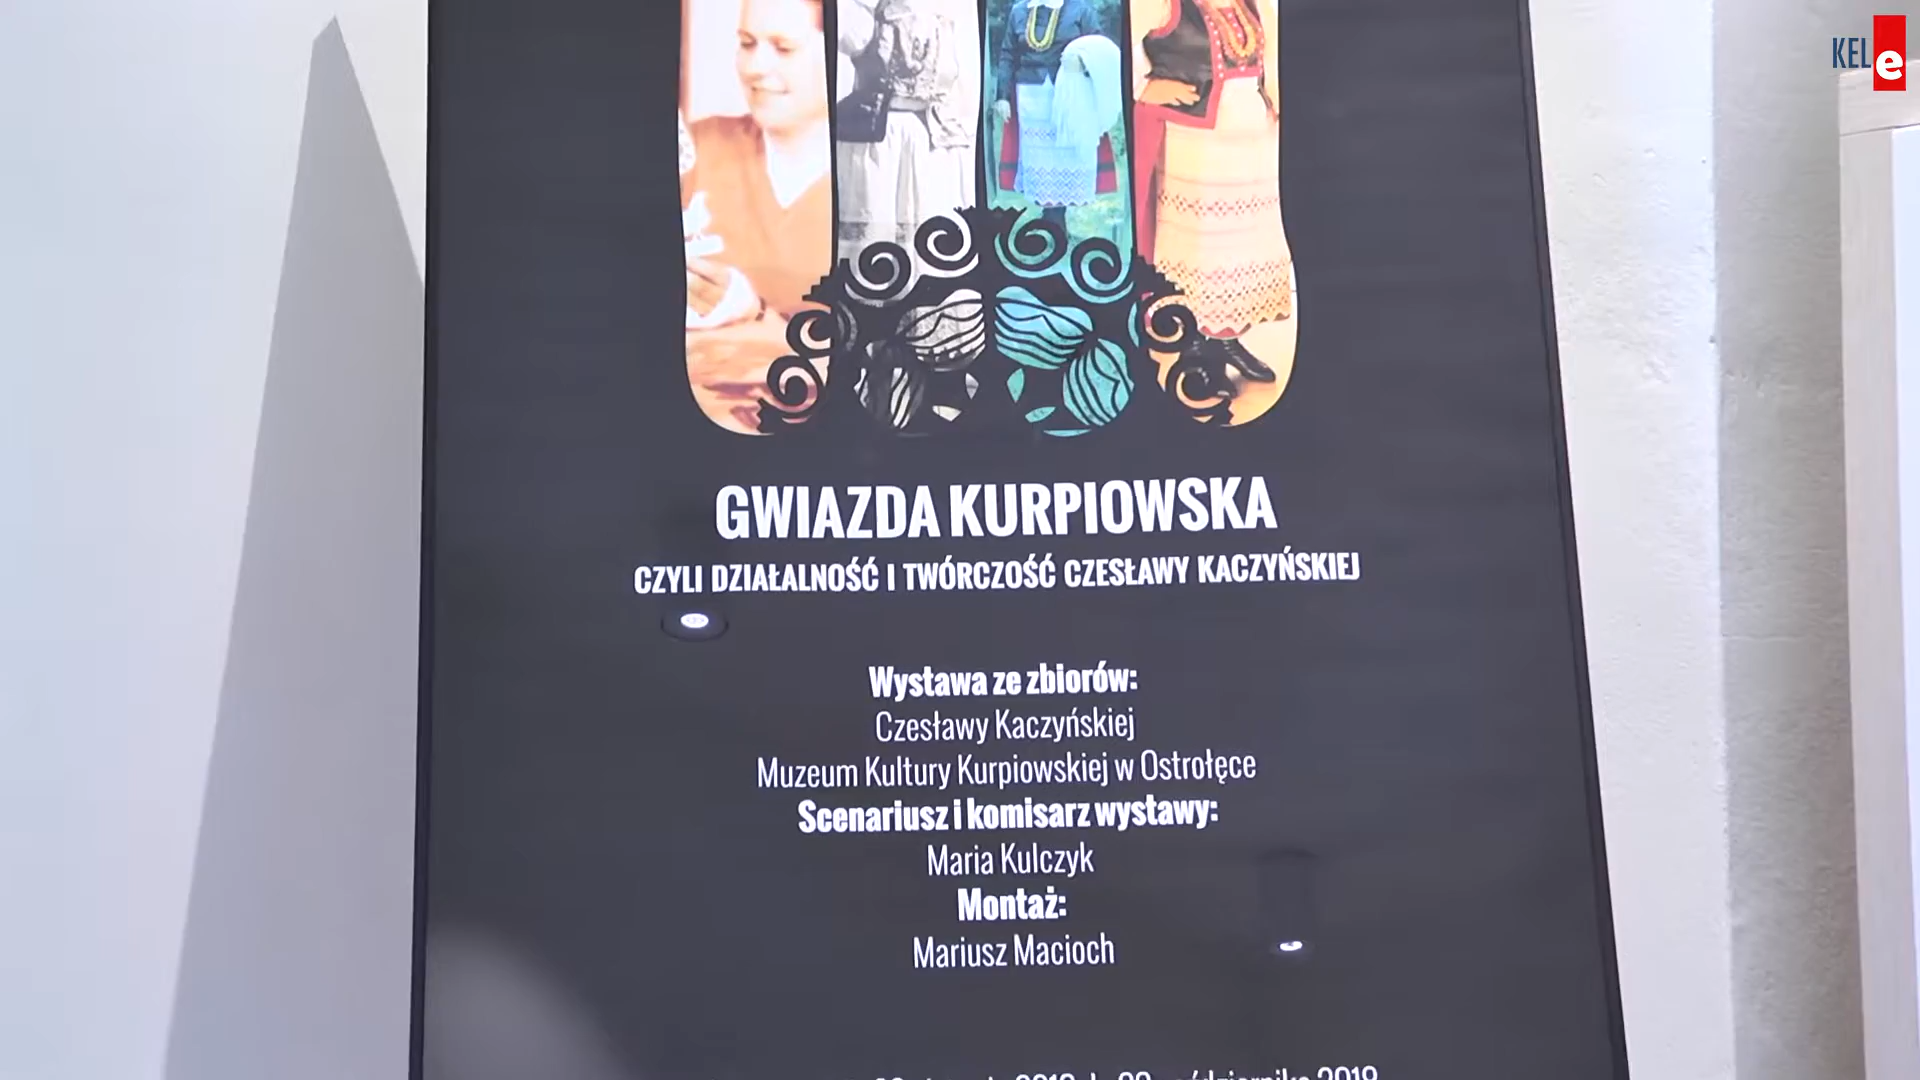 KEL e
GWIAZDA KURPIOWSKA
CZYLI DZIAŁALNOŚĆ I TWÓRCZOŚĆ CZESŁAWY KACZYŃSKIEJ
Wystawa ze zbiorów:
Czesławy Kaczyńskiej
Muzeum Kultury Kurpiowskiej w Ostrołęce
Scenariusz i komisarz wystawy:
Maria Kulczyk
Montaż:
Mariusz Macioch